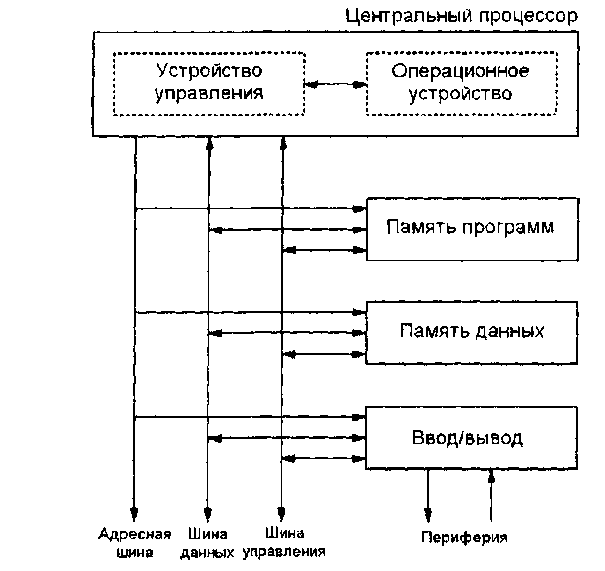 Центральный процессор
Устройство
управления
Операционное
устройство
Память программ
Память данных
Ввод/вывод
Адресная
шина
Шина
данных
Шина
управления
Периферия